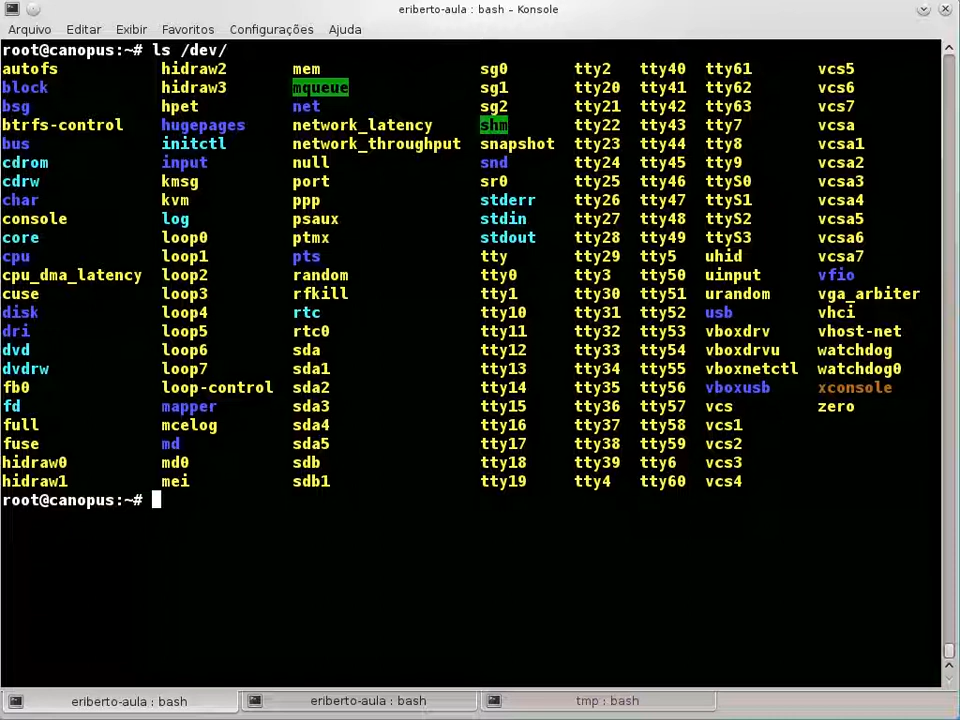 eriberto-aula : bash – Konsole
Arquivo Editar Exibir Favoritos Configurações Ajuda
root@canopus:~# ls /dev/
autofs hidraw2 mem sg0 tty2 tty40 tty61 vcs5
block hidraw3 mqueue sg1 tty20 tty41 tty62 vcs6
bsg hpet net sg2 tty21 tty42 tty63 vcs7
btrfs-control hugepages network_latency shm tty22 tty43 tty7 vcsa
bus initctl network_throughput snapshot tty23 tty44 tty8 vcsa1
cdrom input null snd tty24 tty45 tty9 vcsa2
cdrw kmsg port sr0 tty25 tty46 ttyS0 vcsa3
char kvm ppp stderr tty26 tty47 ttyS1 vcsa4
console log psaux stdin tty27 tty48 ttyS2 vcsa5
core loop0 ptmx stdout tty28 tty49 ttyS3 vcsa6
cpu loop1 pts tty tty29 tty5 uhid vcsa7
cpu_dma_latency loop2 random tty0 tty3 tty50 uinput vfio
cuse loop3 rfkill tty1 tty30 tty51 urandom vga_arbiter
disk loop4 rtc tty10 tty31 tty52 usb vhci
dri loop5 rtc0 tty11 tty32 tty53 vboxdrv vhost-net
dvd loop6 sda tty12 tty33 tty54 vboxdrvu watchdog
dvdrw loop7 sda1 tty13 tty34 tty55 vboxnetctl watchdog0
fb0 loop-control sda2 tty14 tty35 tty56 vboxusb xconsole
fd mapper sda3 tty15 tty36 tty57 vcs zero
full mcelog sda4 tty16 tty37 tty58 vcs1
fuse md sda5 tty17 tty38 tty59 vcs2
hidraw0 md0 sdb tty18 tty39 tty6 vcs3
hidraw1 mei sdb1 tty19 tty4 tty60 vcs4
root@canopus:~#
eriberto-aula : bash eriberto-aula : bash tmp : bash